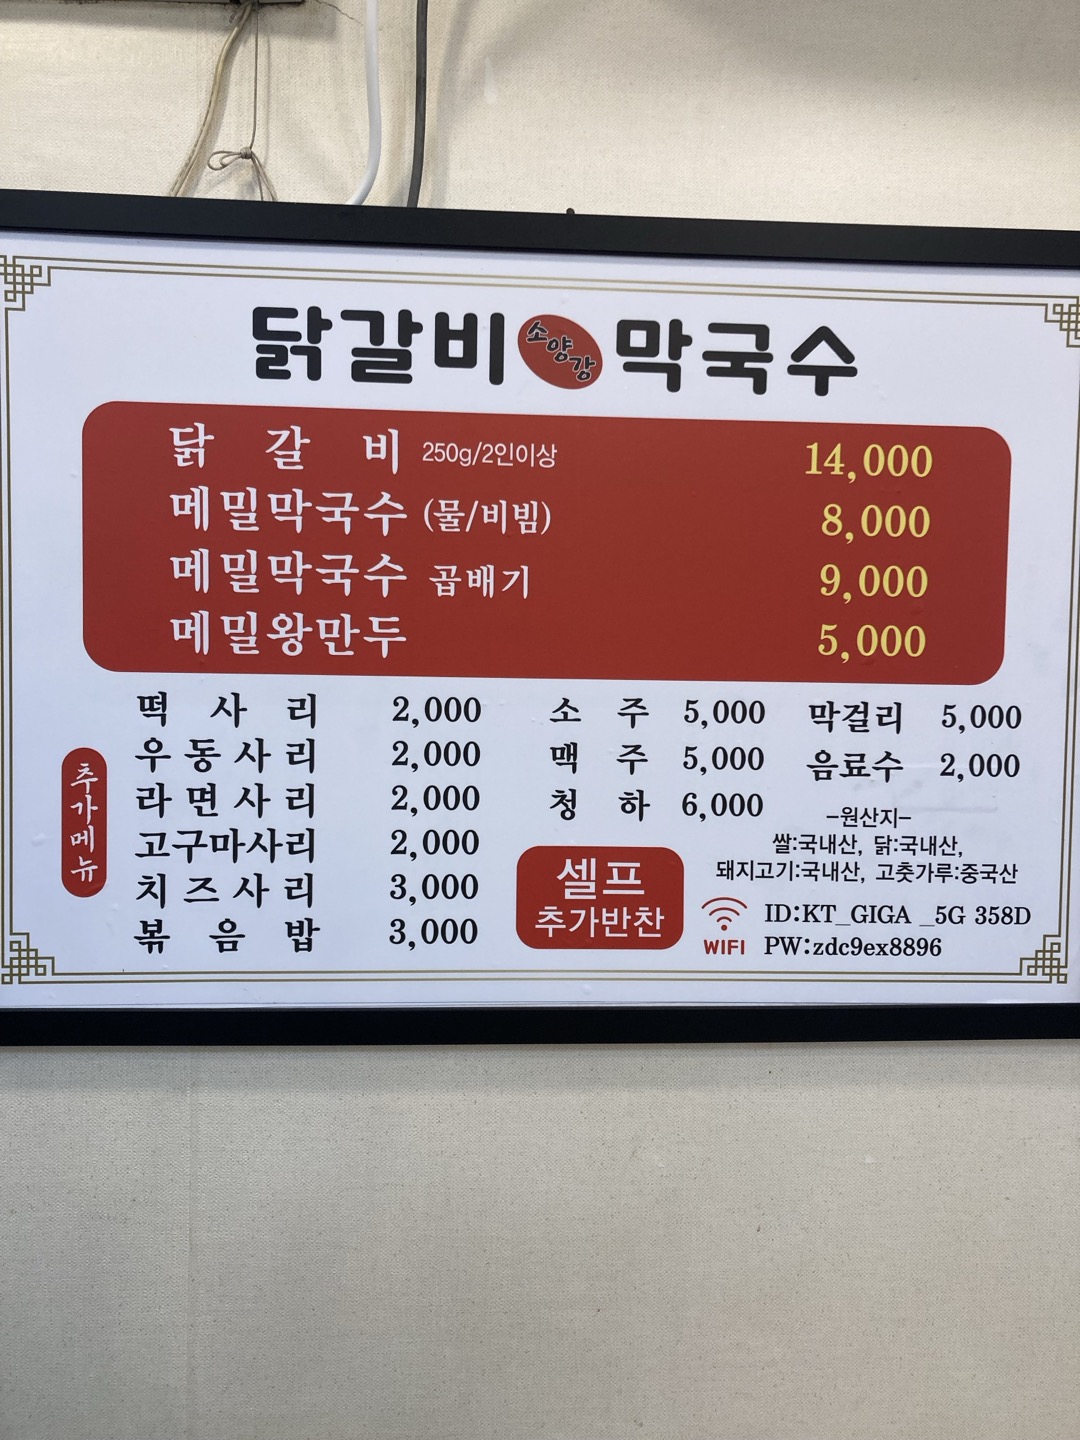 닭갈비 소양강 막국수
닭 갈 비 250g/2인이상 14,000
메밀막국수 (물/비빔) 8,000
메밀막국수 곱배기 9,000
메밀왕만두 5,000
추가메뉴
떡 사 리 2,000
우동사리 2,000
라면사리 2,000
고구마사리 2,000
치즈사리 3,000
볶 음 밥 3,000
소 주 5,000
맥 주 5,000
청 하 6,000
막걸리 5,000
음료수 2,000
셀프
추가반찬
-원산지-
쌀:국내산, 닭:국내산,
돼지고기:국내산, 고춧가루:중국산
WIFI
ID:KT_GIGA _5G 358D
PW:zdc9ex8896